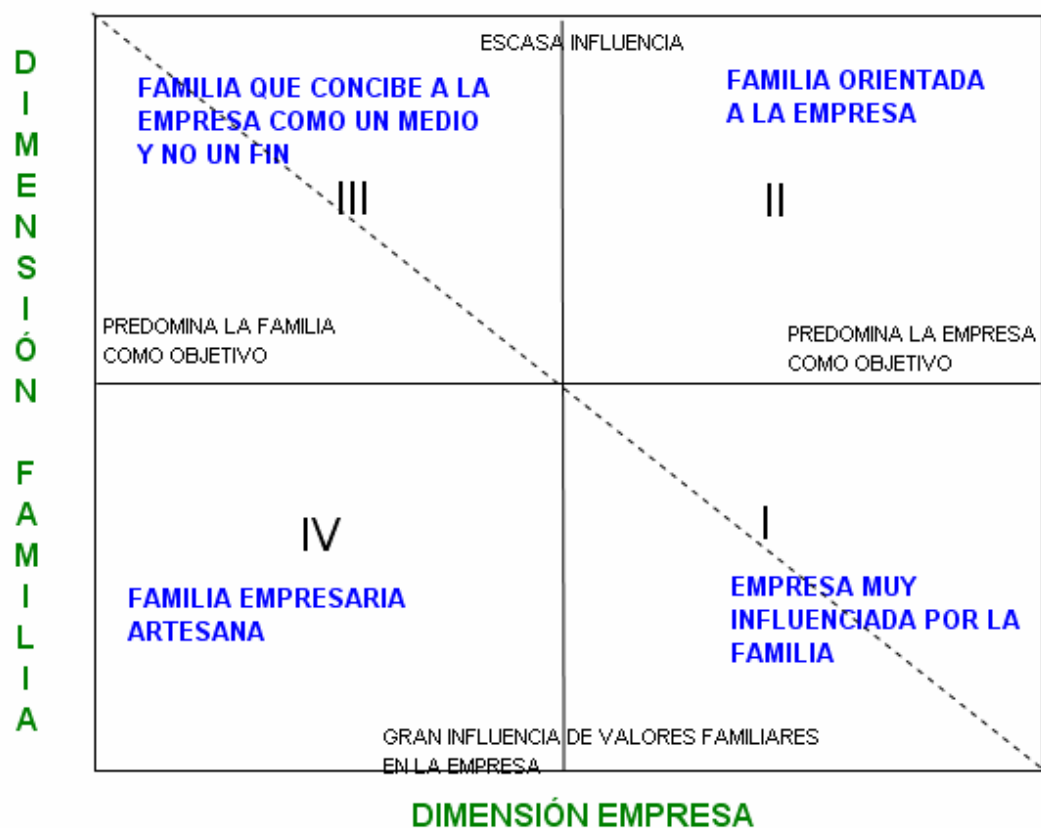 DIMENSIÓN FAMILIA
ESCASA INFLUENCIA
FAMILIA QUE CONCIBE A LA
EMPRESA COMO UN MEDIO
Y NO UN FIN
III
FAMILIA ORIENTADA
A LA EMPRESA
II
PREDOMINA LA FAMILIA
COMO OBJETIVO
PREDOMINA LA EMPRESA
COMO OBJETIVO
IV
FAMILIA EMPRESARIA
ARTESANA
I
EMPRESA MUY
INFLUENCIADA POR LA
FAMILIA
GRAN INFLUENCIA DE VALORES FAMILIARES
EN LA EMPRESA
DIMENSIÓN EMPRESA